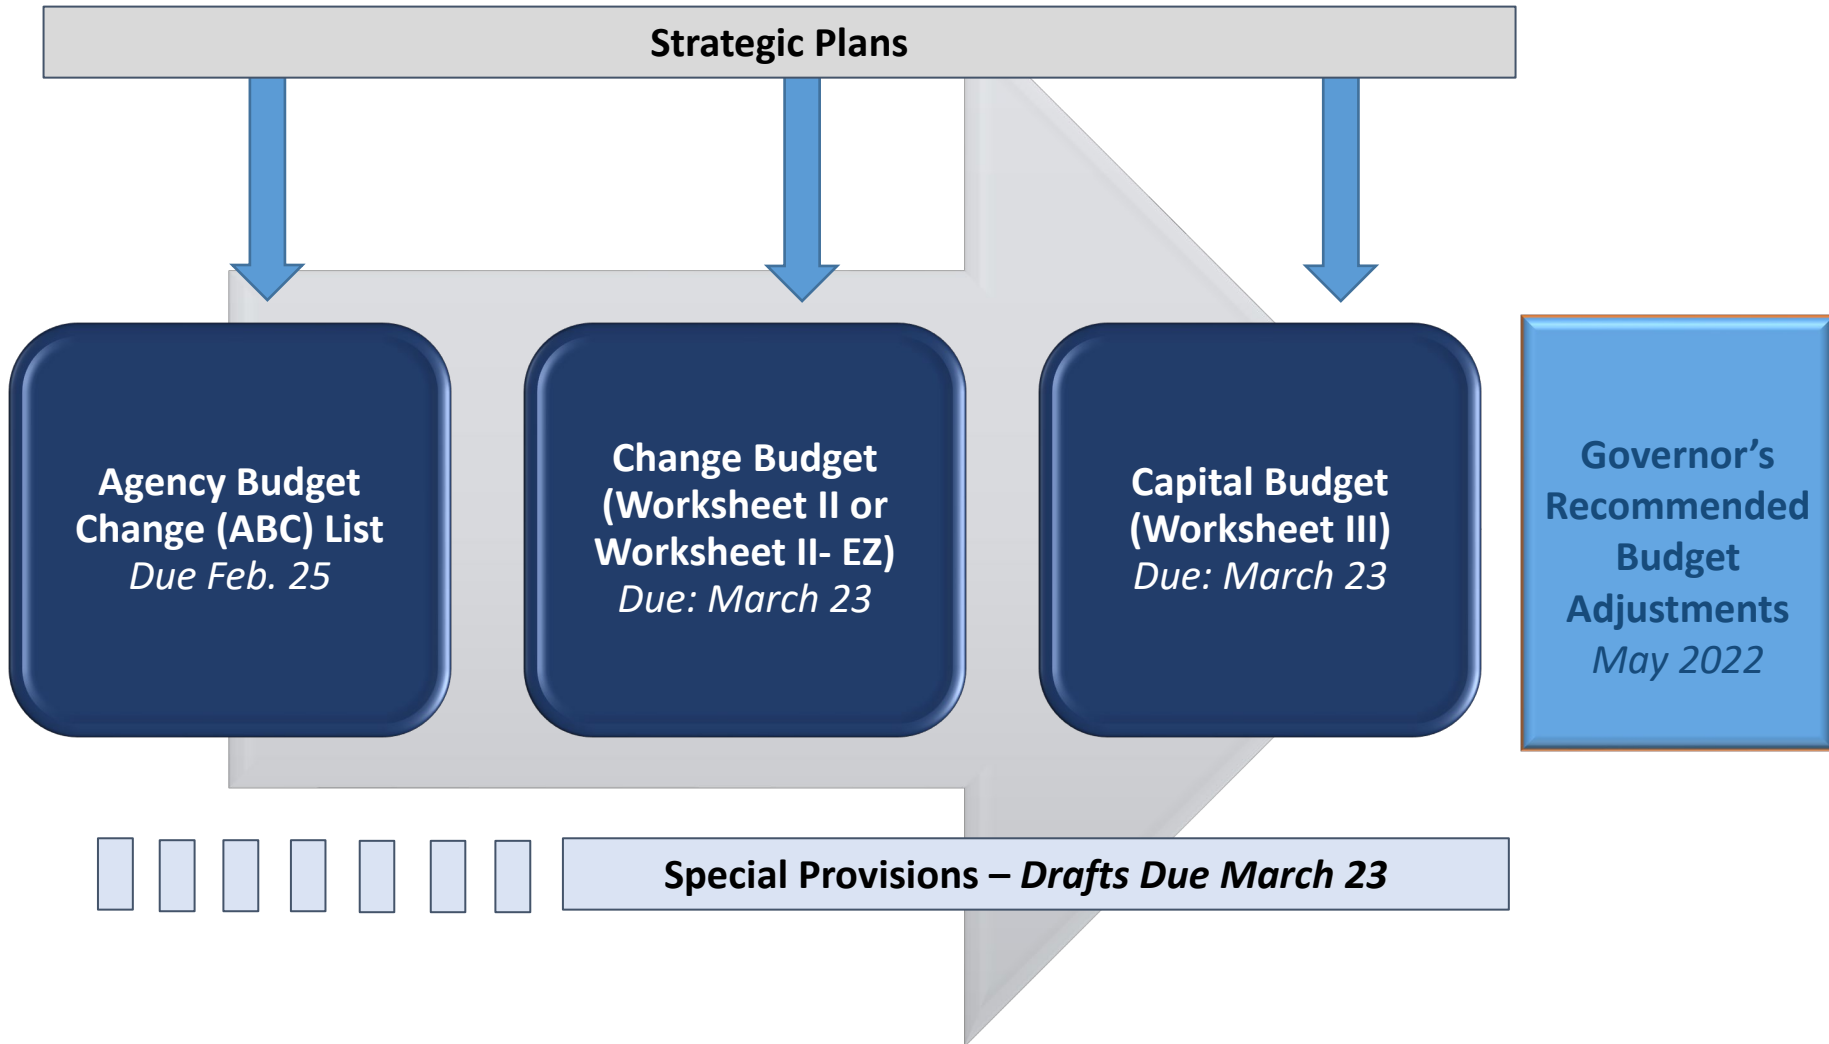 Strategic Plans
Agency Budget
Change (ABC) List
Due Feb. 25
Change Budget
(Worksheet II or
Worksheet II- EZ)
Due: March 23
Capital Budget
(Worksheet III)
Due: March 23
Governor’s
Recommended
Budget
Adjustments
May 2022
Special Provisions – Drafts Due March 23